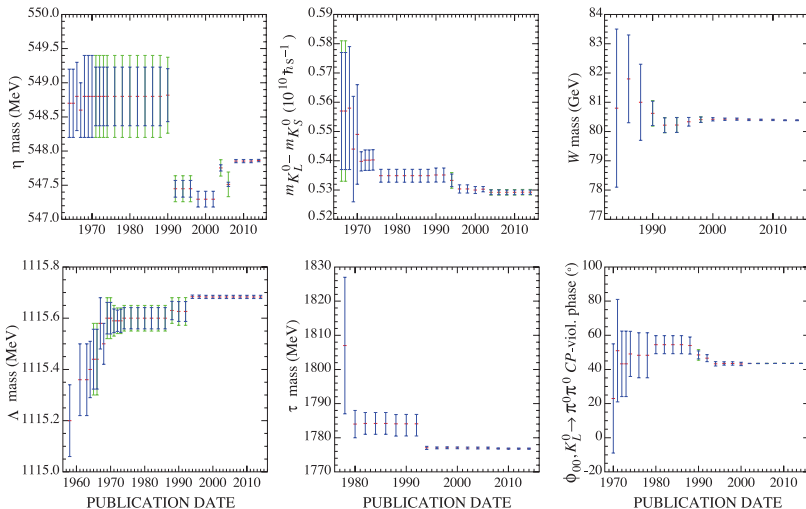 550.0
549.0
548.0
547.0
η mass (MeV)
1970 1980 1990 2000 2010
0.59
0.58
0.57
0.56
0.55
0.54
0.53
0.52
m_{K_L^0} – m_{K_S^0} (10^{10} ħ s^{−1})
1970 1980 1990 2000 2010
84
83
82
81
80
79
78
77
W mass (GeV)
1990 2000 2010
1115.8
1115.6
1115.4
1115.2
1115.0
Λ mass (MeV)
1960 1970 1980 1990 2000 2010
PUBLICATION DATE
1830
1820
1810
1800
1790
1780
1770
τ mass (MeV)
1980 1990 2000 2010
PUBLICATION DATE
100
80
60
40
20
0
-20
ϕ_{00}, K_L^0 → π^0π^0 CP-viol. phase (°)
1970 1980 1990 2000 2010
PUBLICATION DATE